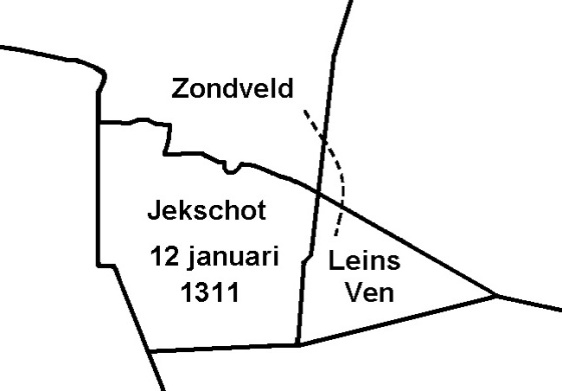 Zondveld
Jekschot
12 januari
1311
Leins
Ven